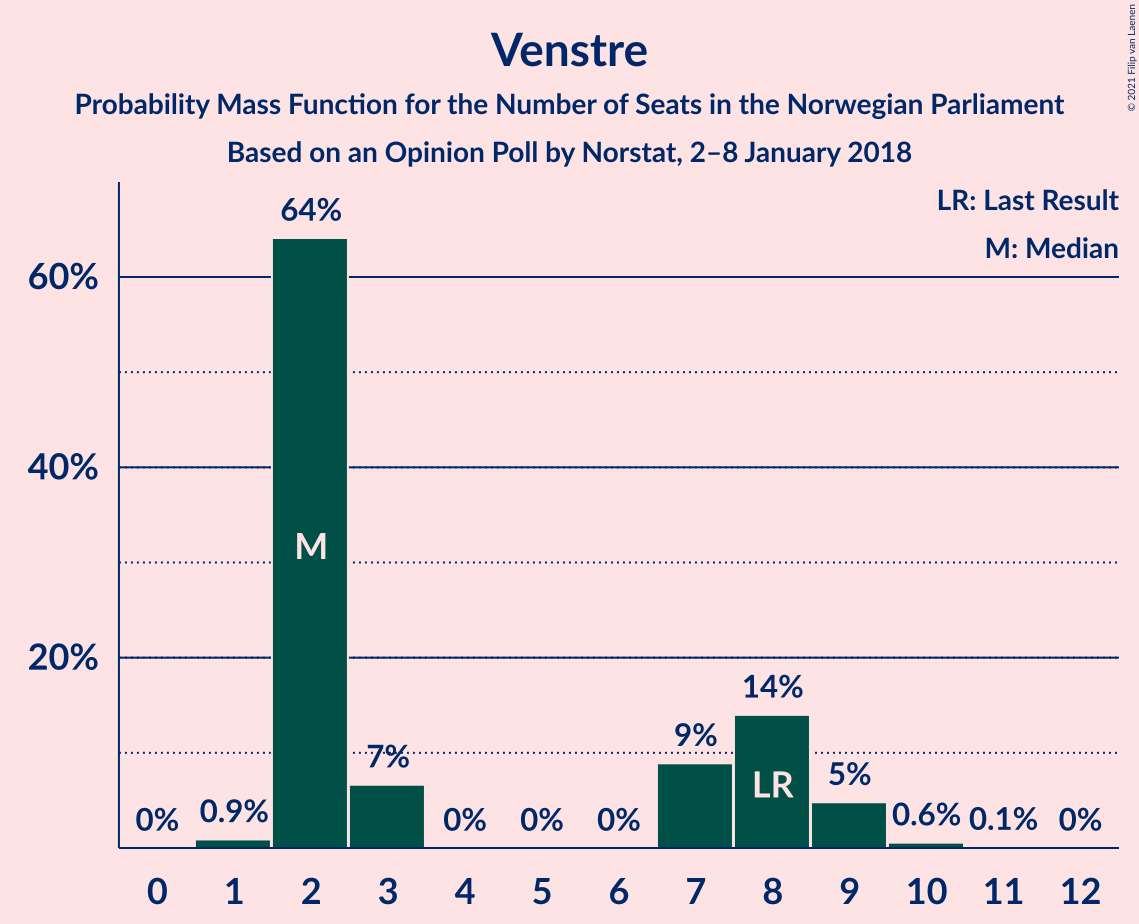 Venstre
Probability Mass Function for the Number of Seats in the Norwegian Parliament
Based on an Opinion Poll by Norstat, 2–8 January 2018
© 2021 Filip van Laenen
LR: Last Result
M: Median
60%
40%
20%
0%
0.9%
64%
M
7%
0%
0%
0%
9%
14%
LR
5%
0.6%
0.1%
0%
0 1 2 3 4 5 6 7 8 9 10 11 12